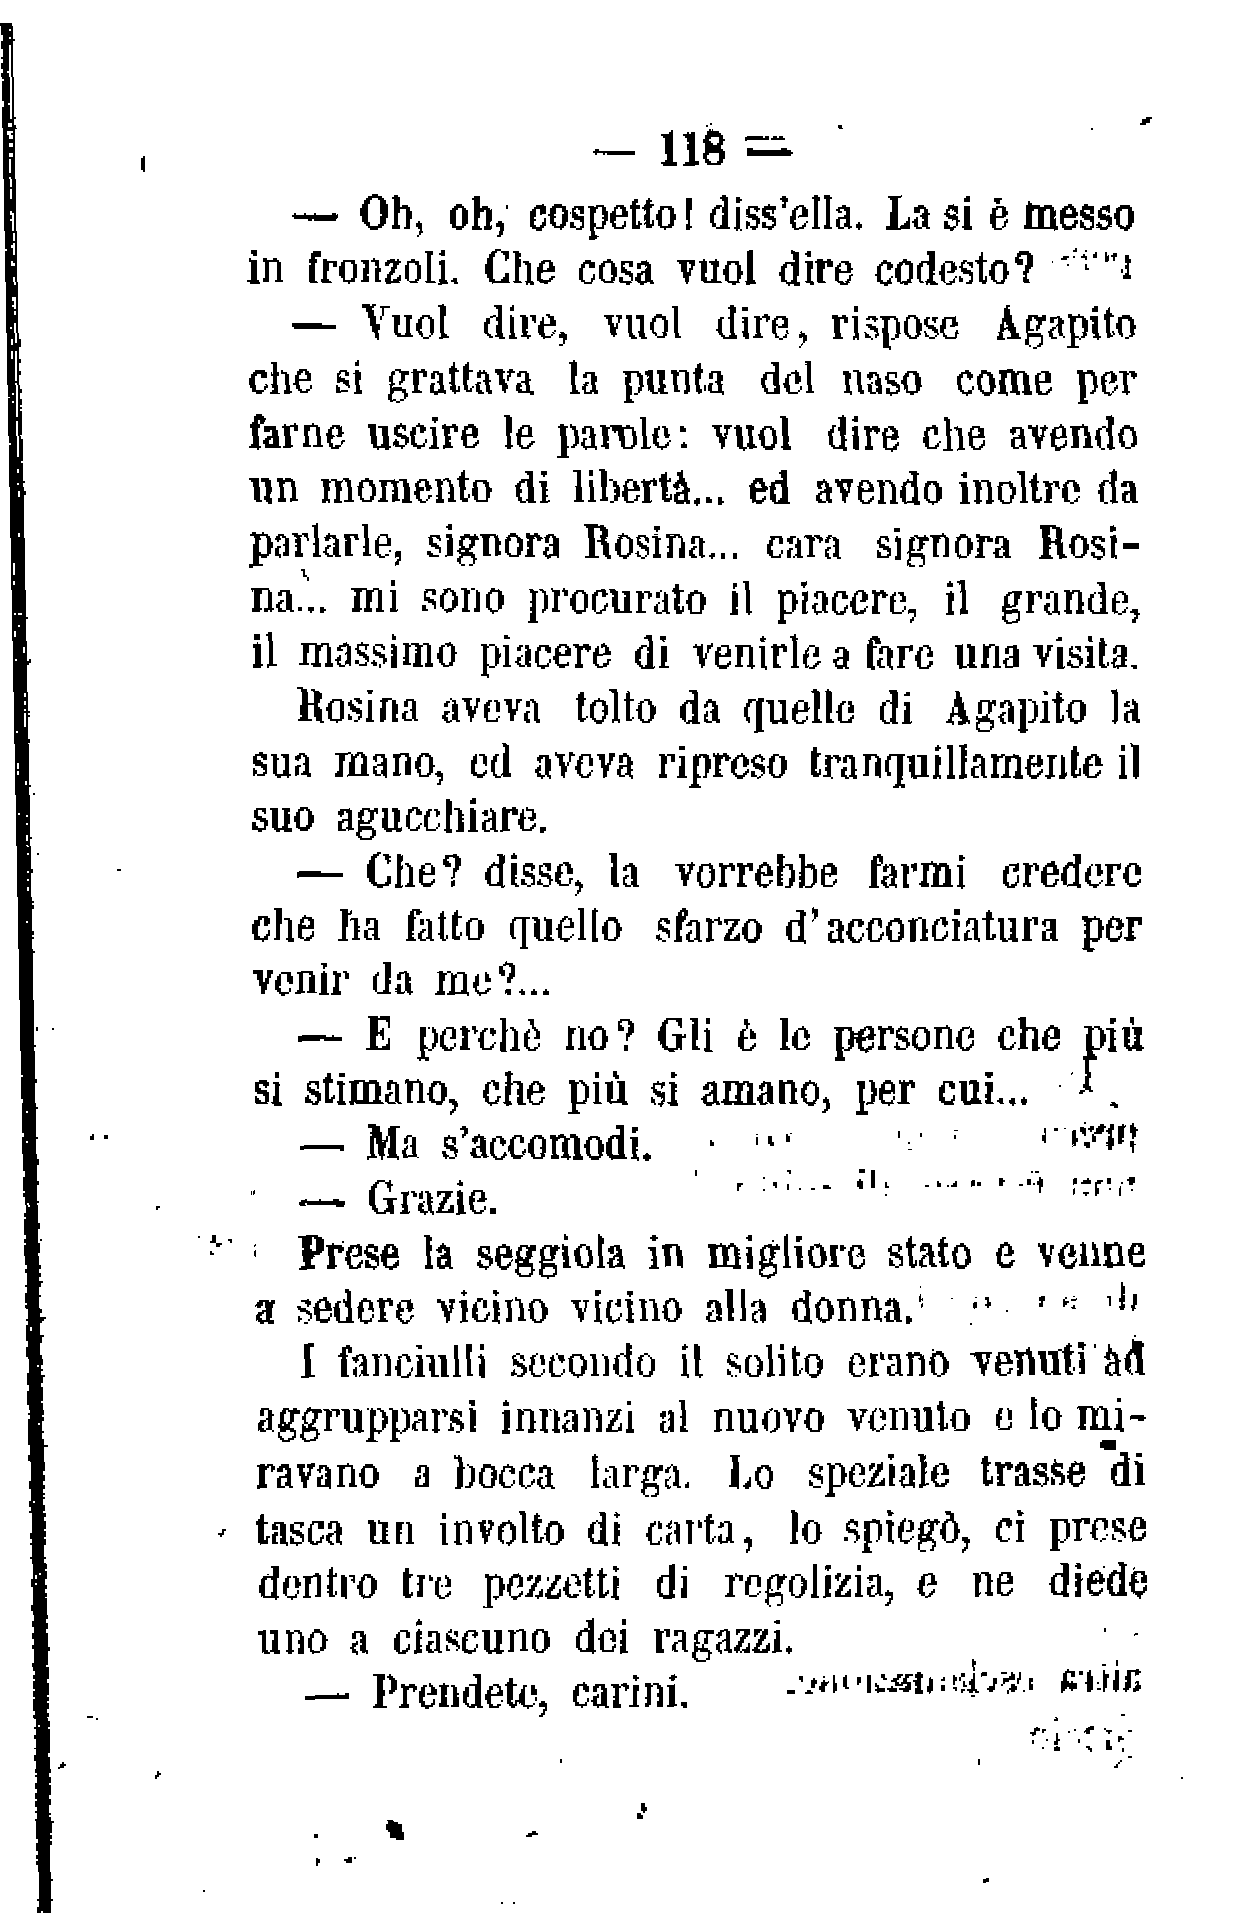 — 118 —
— Oh, oh, cospetto! diss'ella. La si è messo
in fronzoli. Che cosa vuol dire codesto?
— Vuol dire, vuol dire, rispose Agapito
che si grattava la punta del naso come per
farne uscire le parole: vuol dire che avendo
un momento di libertà... ed avendo inoltre da
parlarle, signora Rosina... cara signora Rosi-
na... mi sono procurato il piacere, il grande,
il massimo piacere di venirle a fare una visita.
Rosina aveva tolto da quelle di Agapito la
sua mano, ed aveva ripreso tranquillamente il
suo agucchiare.
— Che? disse, la vorrebbe farmi credere
che ha fatto quello sfarzo d'acconciatura per
venir da me?...
— E perchè no? Gli è le persone che più
si stimano, che più si amano, per cui...
— Ma s'accomodi.
— Grazie.
Prese la seggiola in migliore stato e venne
a sedere vicino vicino alla donna.
I fanciulli secondo il solito erano venuti ad
aggrupparsi innanzi al nuovo venuto e lo mi-
ravano a bocca larga. Lo speziale trasse di
tasca un involto di carta, lo spiegò, ci prese
dentro tre pezzetti di regolizia, e ne diede
uno a ciascuno dei ragazzi.
— Prendete, carini.